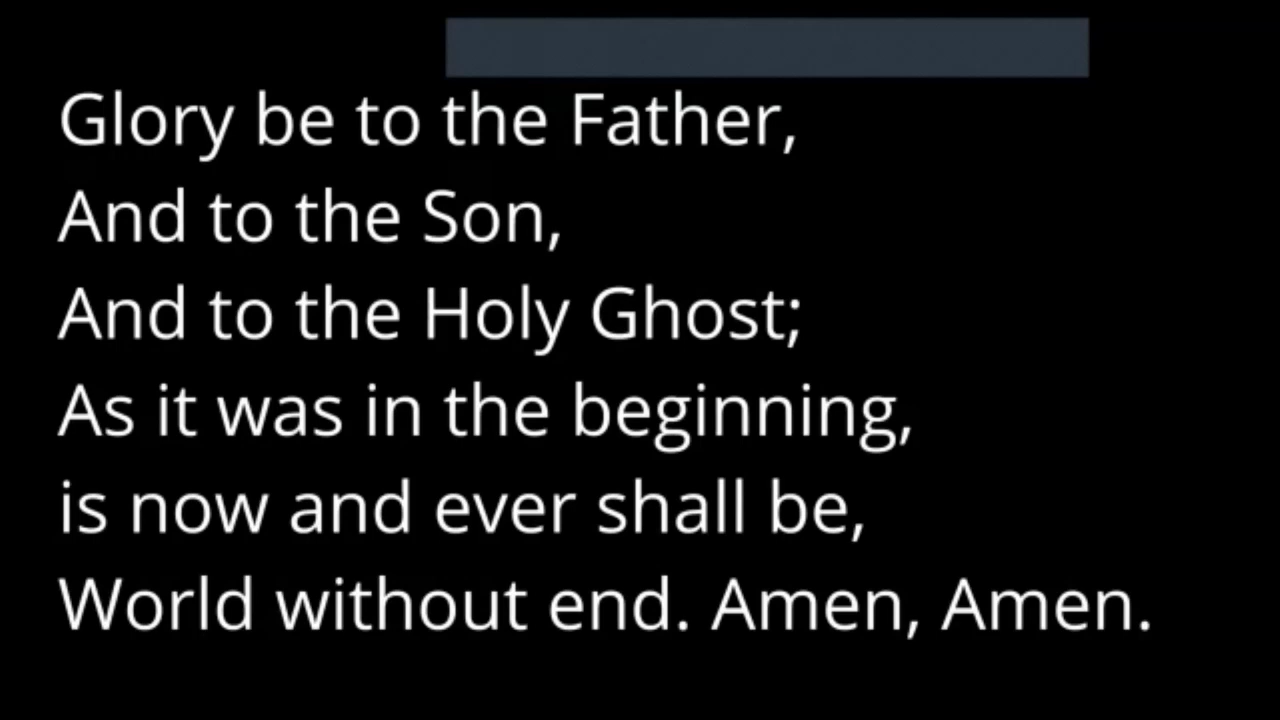 Glory be to the Father,
And to the Son,
And to the Holy Ghost;
As it was in the beginning,
is now and ever shall be,
World without end. Amen, Amen.